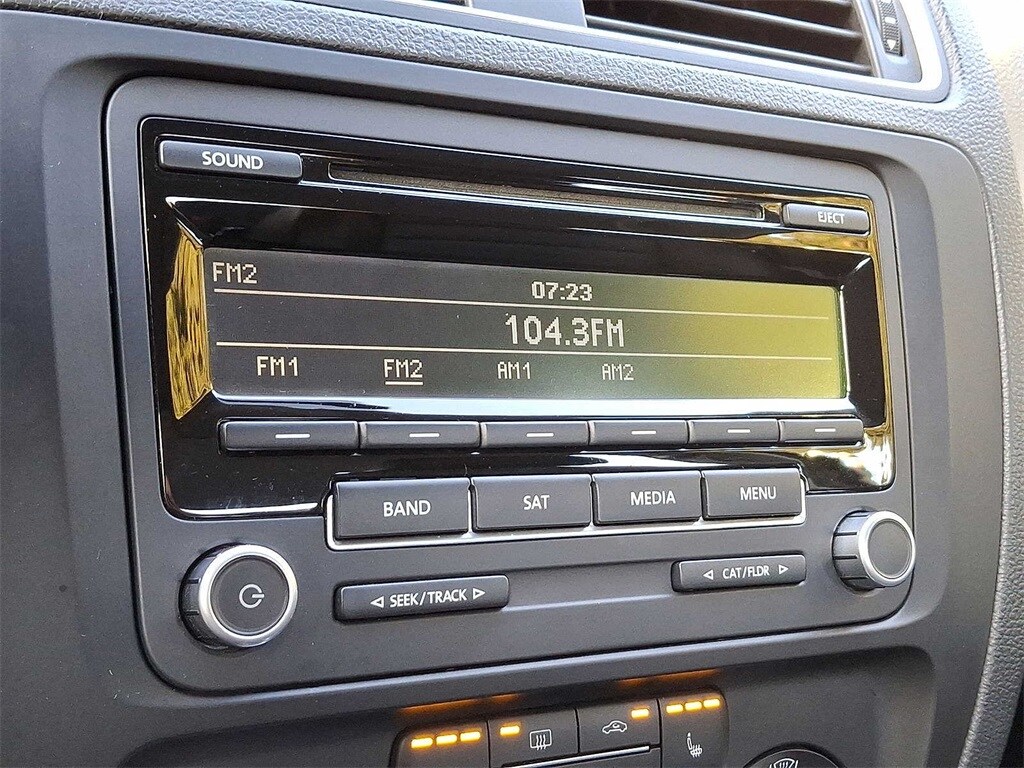 SOUND
EJECT
FM2
07:23
104.3FM
FM1 FM2 AM1 AM2
BAND SAT MEDIA MENU
SEEK/TRACK
CAT/FLDR